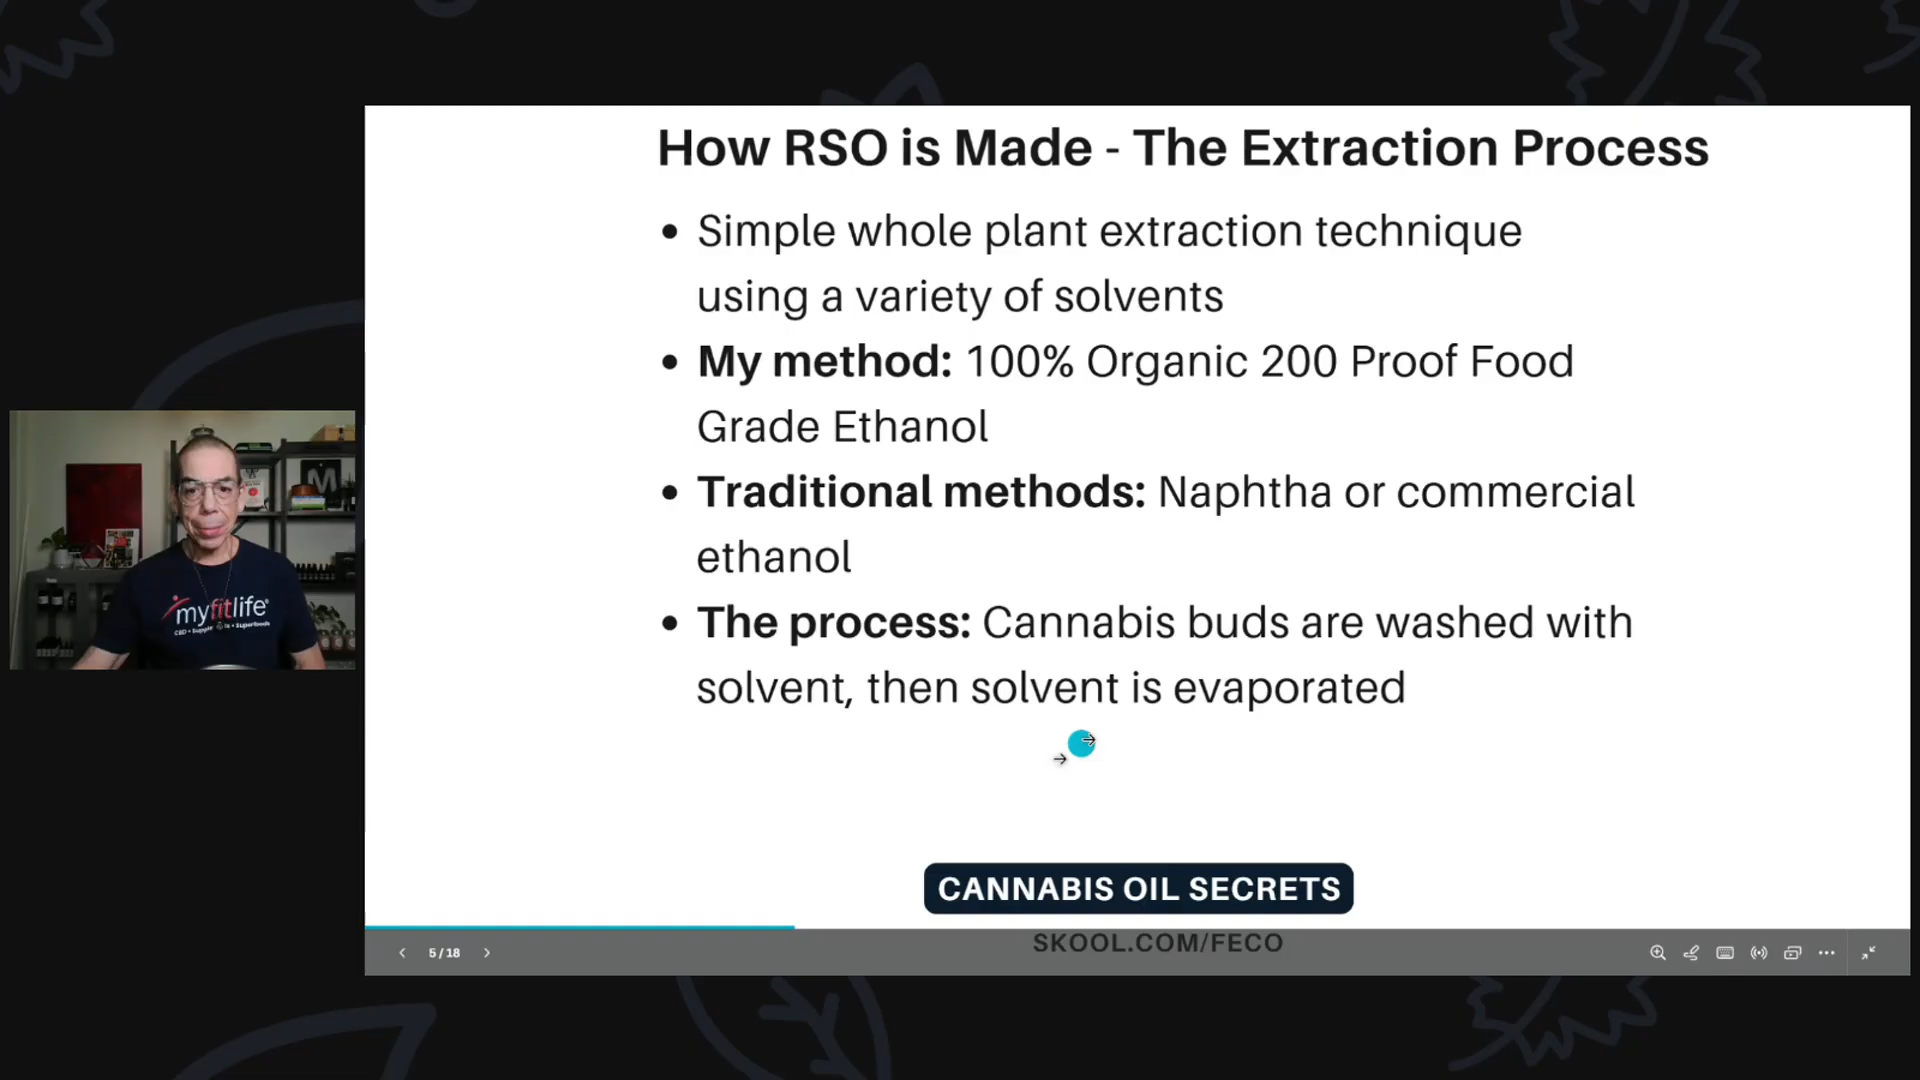 How RSO is Made - The Extraction Process
• Simple whole plant extraction technique
using a variety of solvents
• My method: 100% Organic 200 Proof Food
Grade Ethanol
• Traditional methods: Naphtha or commercial
ethanol
• The process: Cannabis buds are washed with
solvent, then solvent is evaporated
myfitlife
M
CANNABIS OIL SECRETS
SKOOL.COM/FECO
5 / 18